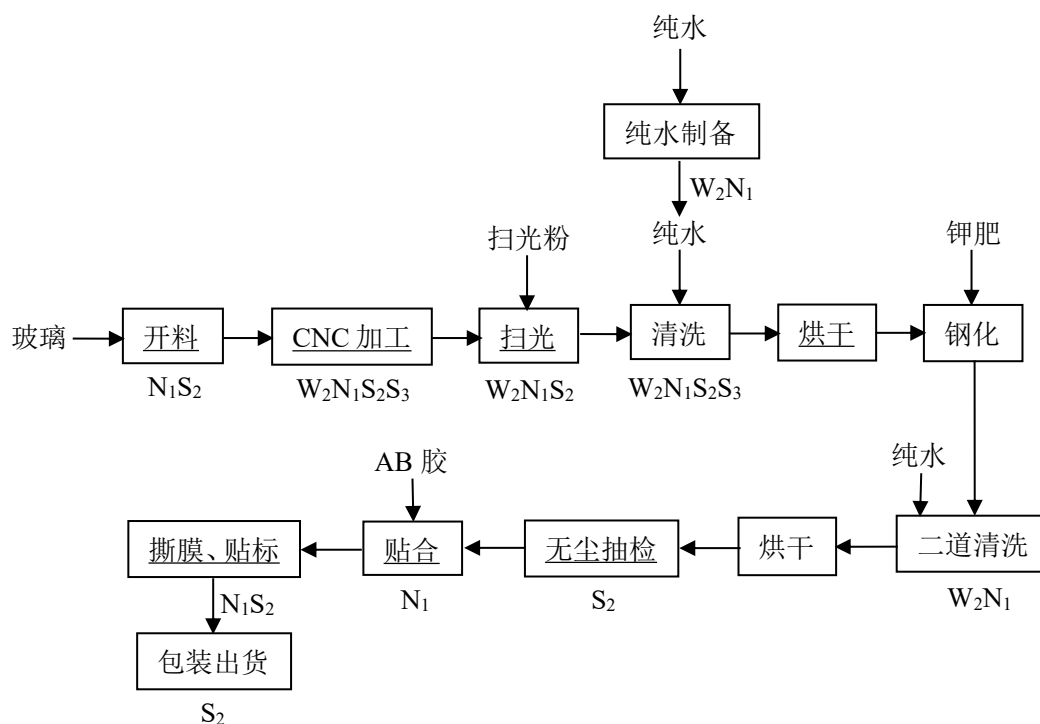 纯水
纯水制备
W₂N₁
扫光粉
纯水
钾肥
玻璃
开料
CNC 加工
扫光
清洗
烘干
钢化
N₁S₂
W₂N₁S₂S₃
W₂N₁S₂
W₂N₁S₂S₃
AB 胶
纯水
撕膜、贴标
贴合
无尘抽检
烘干
二道清洗
N₁S₂
N₁
S₂
W₂N₁
包装出货
S₂